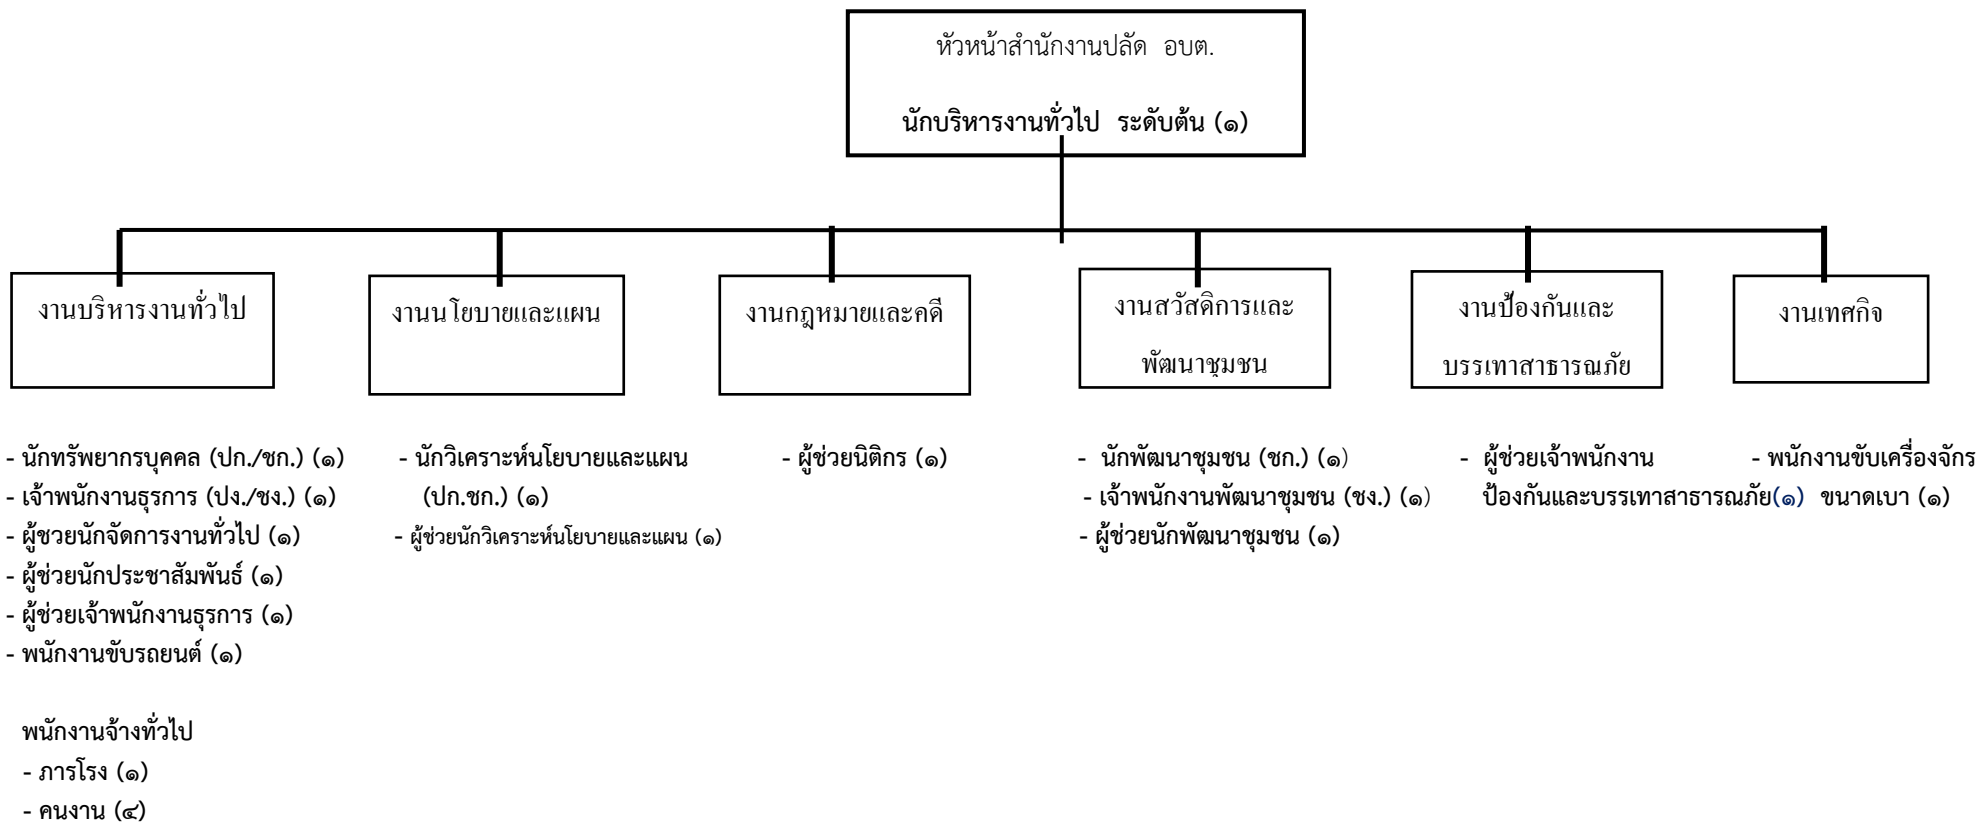 หัวหน้าสำนักงานปลัด อบต.
นักบริหารงานทั่วไป ระดับต้น (๑)
งานบริหารงานทั่วไป
งานนโยบายและแผน
งานกฎหมายและคดี
งานสวัสดิการและ
พัฒนาชุมชน
งานป้องกันและ
บรรเทาสาธารณภัย
งานเทศกิจ
- นักทรัพยากรบุคคล (ปก./ชก.) (๑)
- เจ้าพนักงานธุรการ (ปง./ชง.) (๑)
- ผู้ชวยนักจัดการงานทั่วไป (๑)
- ผู้ช่วยนักประชาสัมพันธ์ (๑)
- ผู้ช่วยเจ้าพนักงานธุรการ (๑)
- พนักงานขับรถยนต์ (๑)
พนักงานจ้างทั่วไป
- ภารโรง (๑)
- คนงาน (๔)
- นักวิเคราะห์นโยบายและแผน
(ปก.ชก.) (๑)
- ผู้ช่วยนักวิเคราะห์นโยบายและแผน (๑)
- ผู้ช่วยนิติกร (๑)
- นักพัฒนาชุมชน (ชก.) (๑)
- เจ้าพนักงานพัฒนาชุมชน (ชง.) (๑)
- ผู้ช่วยนักพัฒนาชุมชน (๑)
- ผู้ช่วยเจ้าพนักงาน
ป้องกันและบรรเทาสาธารณภัย(๑)
- พนักงานขับเครื่องจักร
ขนาดเบา (๑)